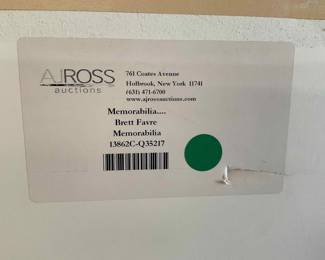 AJROSS
auctions
761 Coates Avenue
Holbrook, New York 11741
(631) 471-6700
www.ajrossauctions.com
Memorabilia....
Brett Favre
Memorabilia
13862C-Q35217